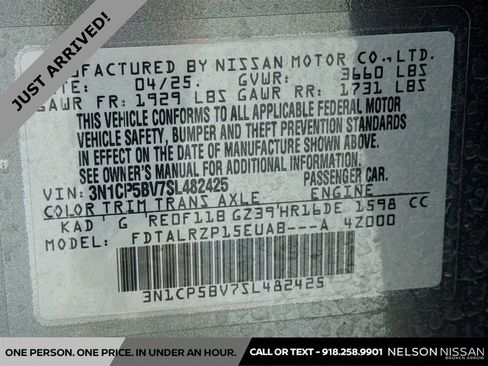 JUST ARRIVED!
MANUFACTURED BY NISSAN MOTOR CO.,LTD.
DATE: 04/25. GVWR: 3660 LBS
GAWR FR: 1929 LBS GAWR RR: 1731 LBS
THIS VEHICLE CONFORMS TO ALL APPLICABLE FEDERAL MOTOR
VEHICLE SAFETY, BUMPER AND THEFT PREVENTION STANDARDS
IN EFFECT ON THE DATE OF MANUFACTURE SHOWN ABOVE.
SEE OWNER'S MANUAL FOR ADDITIONAL INFORMATION.
VIN: 3N1CP5BV7SL482425 PASSENGER CAR.
COLOR TRIM TRANS AXLE ENGINE
KAD G RE0F11B GZ39 HR16DE 1598 CC
FDTALRZP15EUAB---A 4Z000
3N1CP5BV7SL482425
ONE PERSON. ONE PRICE. IN UNDER AN HOUR. CALL OR TEXT - 918.258.9901 NELSON NISSAN
BROKEN ARROW